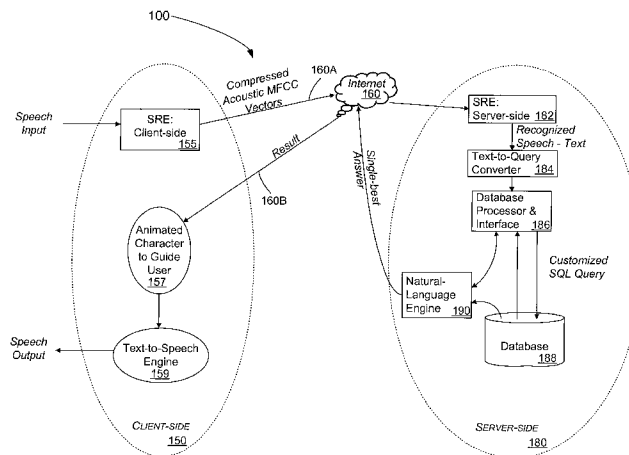 100
160A
Compressed
Acoustic MFCC
Vectors
Internet
160
Speech
Input
SRE:
Client-side
155
SRE:
Server-side
182
Recognized
Speech - Text
Text-to-Query
Converter
184
Result
160B
Single-best
Answer
Database
Processor &
Interface
186
Animated
Character
to Guide
User
157
Customized
SQL Query
Natural-
Language
Engine
190
Speech
Output
Text-to-Speech
Engine
159
Database
188
CLIENT-SIDE
150
SERVER-SIDE
180